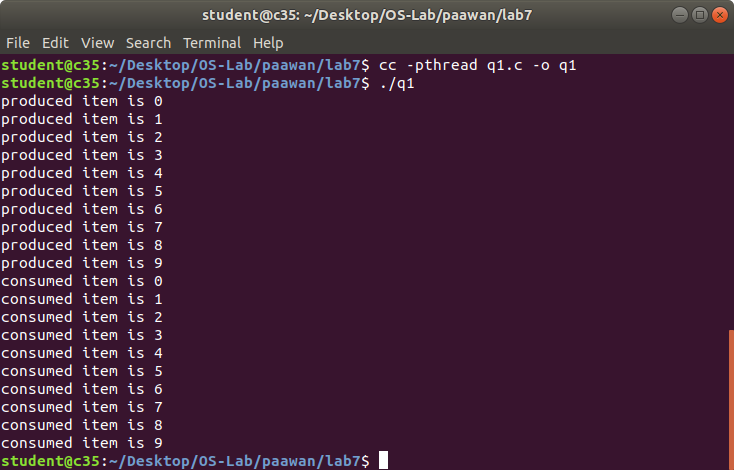 student@c35: ~/Desktop/OS-Lab/paawan/lab7
File Edit View Search Terminal Help
student@c35:~/Desktop/OS-Lab/paawan/lab7$ cc -pthread q1.c -o q1
student@c35:~/Desktop/OS-Lab/paawan/lab7$ ./q1
produced item is 0
produced item is 1
produced item is 2
produced item is 3
produced item is 4
produced item is 5
produced item is 6
produced item is 7
produced item is 8
produced item is 9
consumed item is 0
consumed item is 1
consumed item is 2
consumed item is 3
consumed item is 4
consumed item is 5
consumed item is 6
consumed item is 7
consumed item is 8
consumed item is 9
student@c35:~/Desktop/OS-Lab/paawan/lab7$